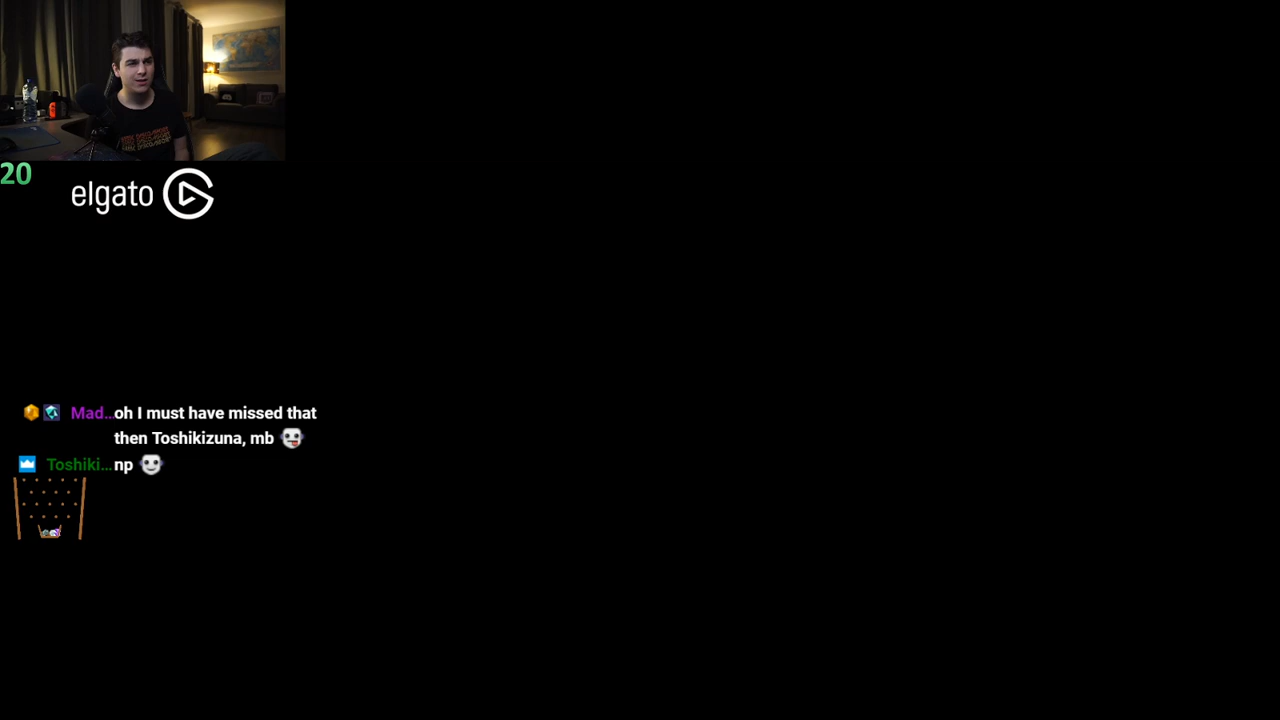 20
elgato
Mad...oh I must have missed that
then Toshikizuna, mb
Toshiki...np